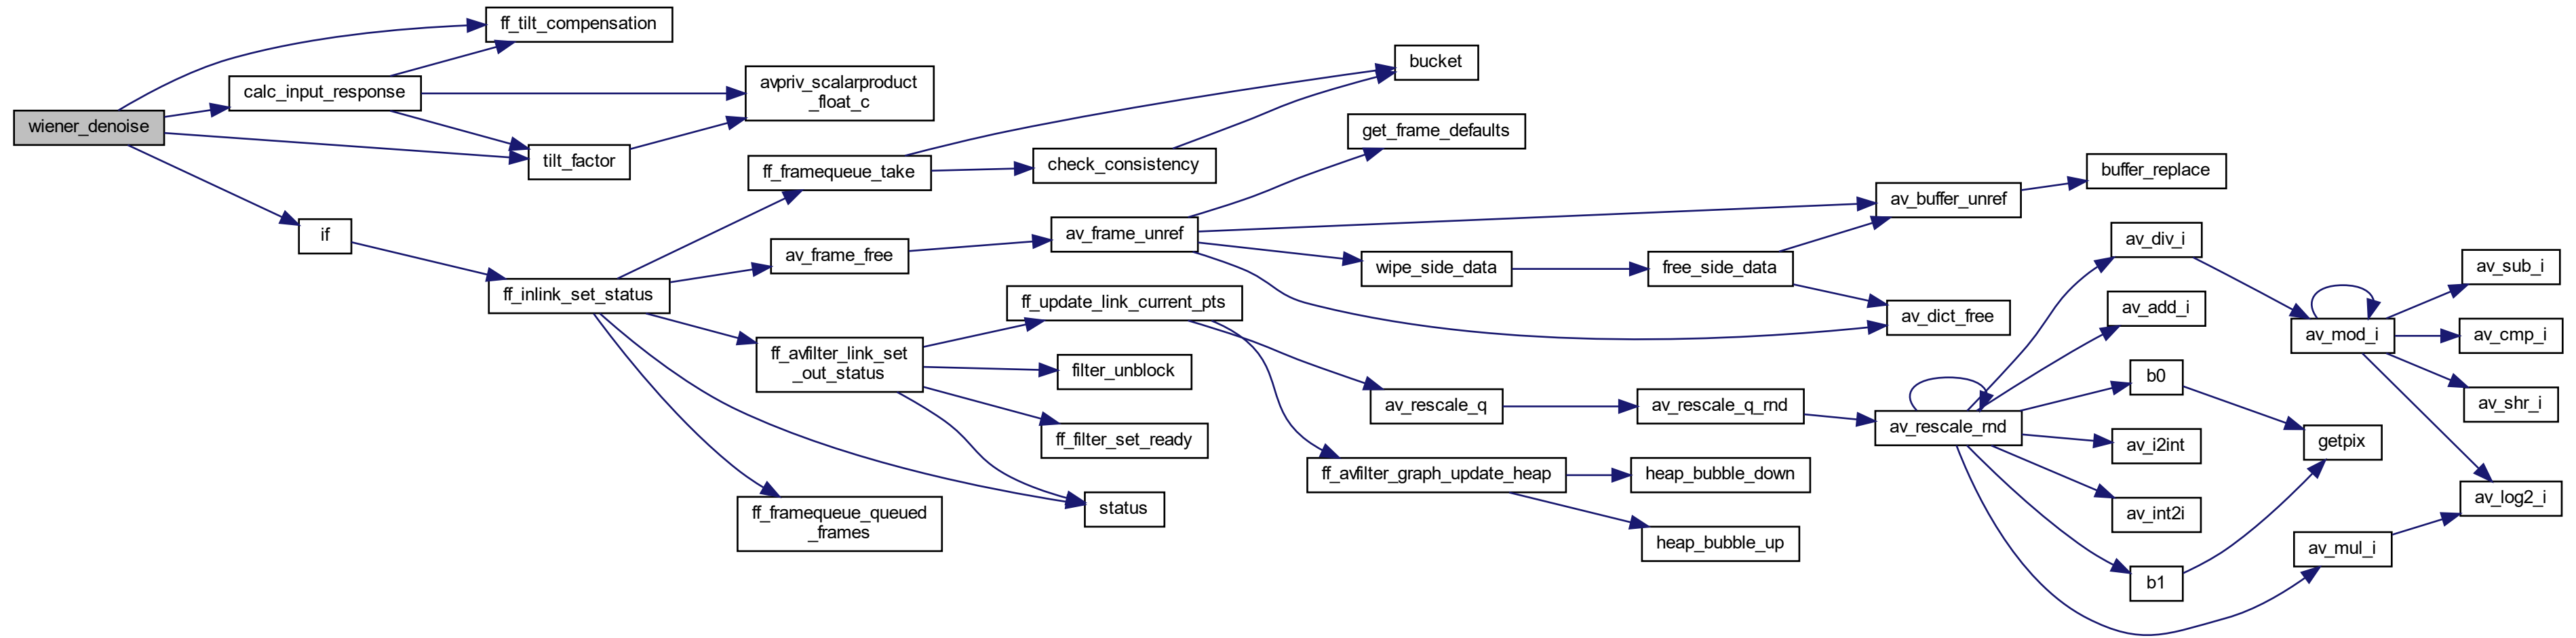 wiener_denoise
ff_tilt_compensation
calc_input_response
avpriv_scalarproduct
_float_c
tilt_factor
if
ff_inlink_set_status
ff_framequeue_take
check_consistency
bucket
av_frame_free
av_frame_unref
get_frame_defaults
wipe_side_data
free_side_data
av_buffer_unref
buffer_replace
av_dict_free
ff_avfilter_link_set
_out_status
ff_update_link_current_pts
filter_unblock
ff_filter_set_ready
status
ff_framequeue_queued
_frames
av_rescale_q
av_rescale_q_rnd
ff_avfilter_graph_update_heap
heap_bubble_down
heap_bubble_up
av_rescale_rnd
av_div_i
av_add_i
b0
av_i2int
av_int2i
b1
av_mod_i
getpix
av_mul_i
av_sub_i
av_cmp_i
av_shr_i
av_log2_i